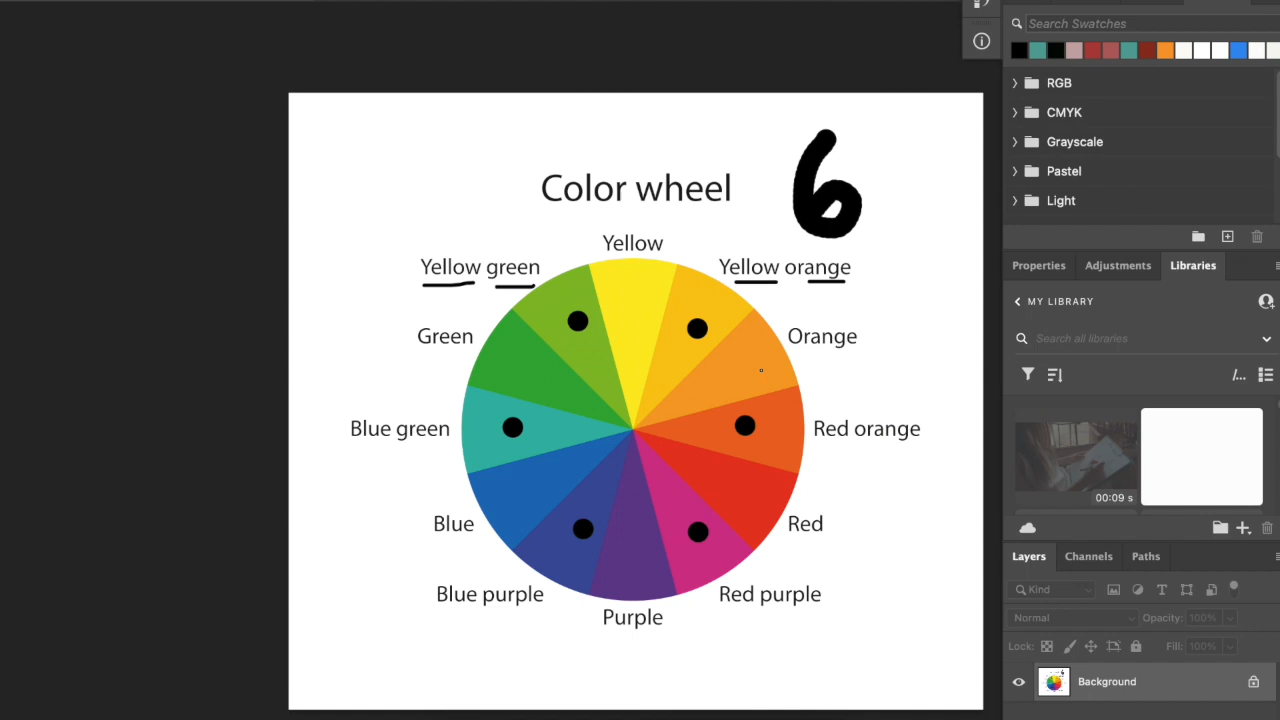 Search Swatches
RGB
CMYK
Grayscale
Pastel
Light
Color wheel
6
Yellow
Yellow green
Yellow orange
Green
Orange
Blue green
Red orange
Blue
Red
Blue purple
Red purple
Purple
Properties Adjustments Libraries
MY LIBRARY
Search all libraries
/...
00:09 s
Layers Channels Paths
Kind
Normal Opacity: 100%
Lock: Fill: 100%
Background